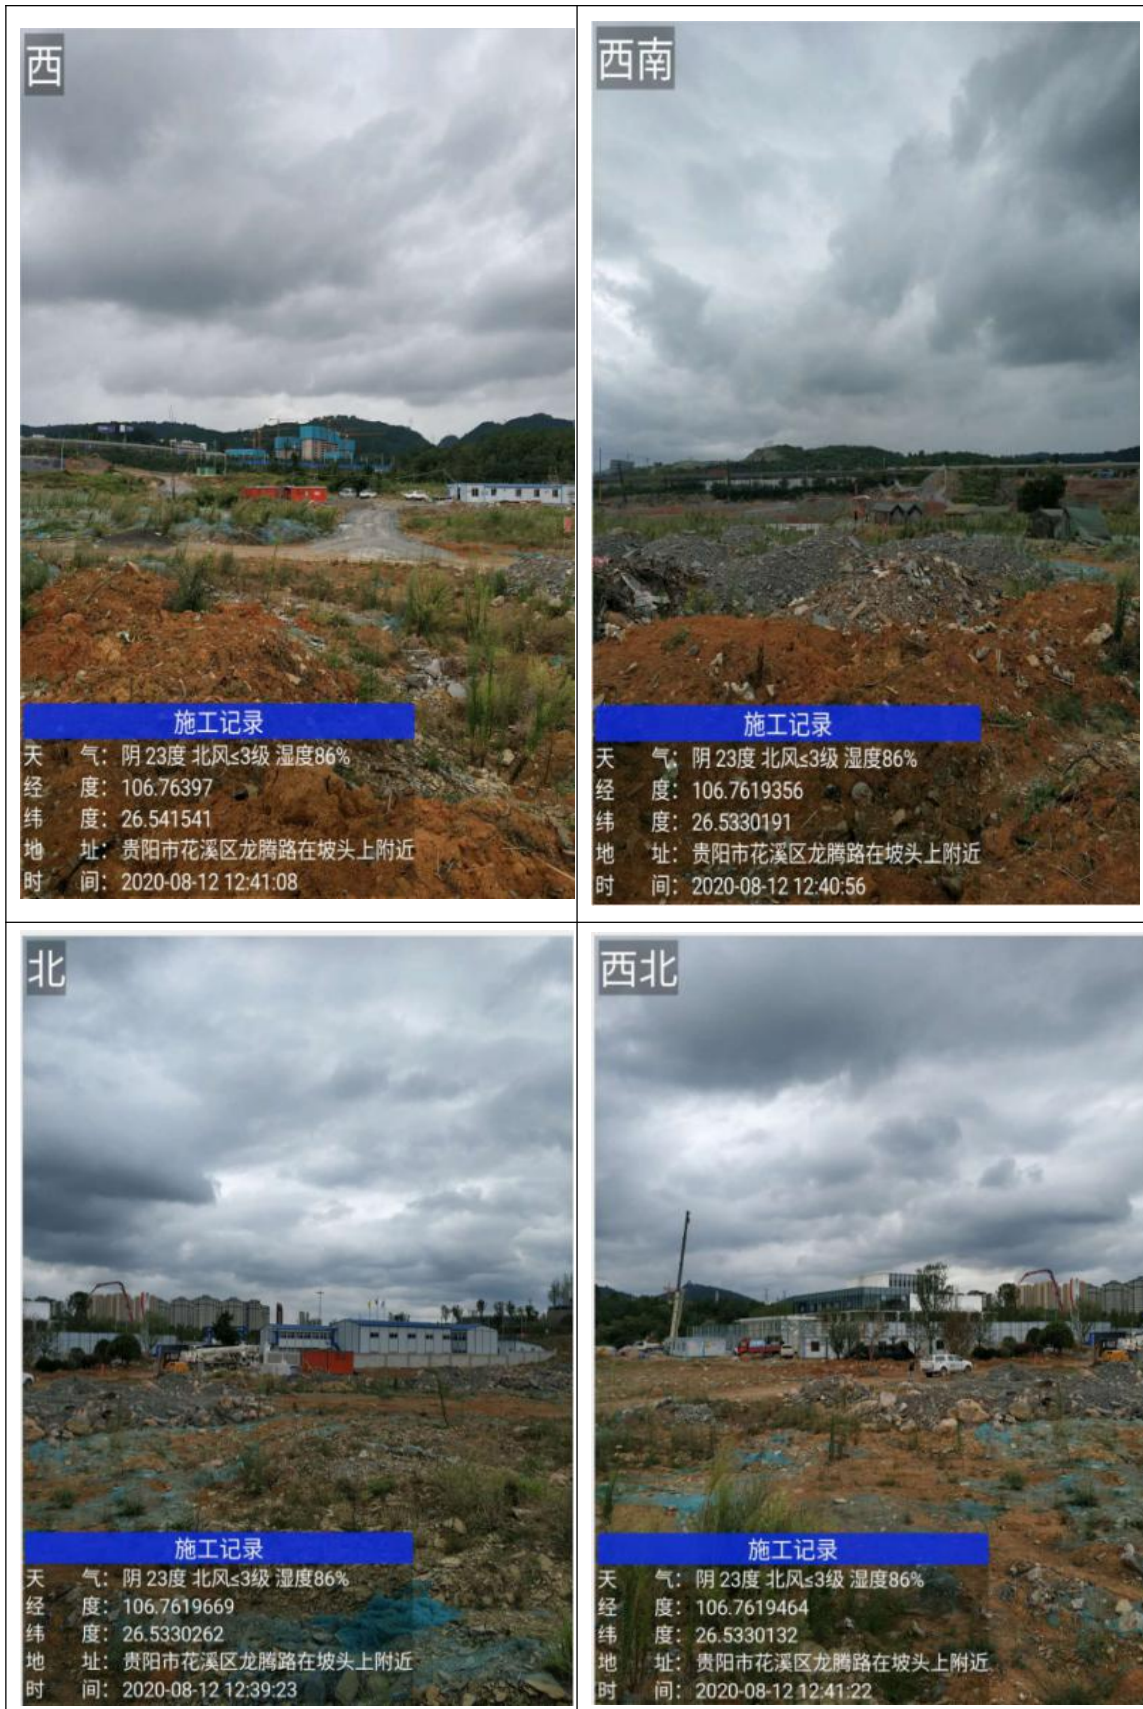 西
施工记录
天 气：阴 23度 北风≤3级 湿度86%
经 度：106.76397
纬 度：26.541541
地 址：贵阳市花溪区龙腾路在坡头上附近
时 间：2020-08-12 12:41:08
西南
施工记录
天 气：阴 23度 北风≤3级 湿度86%
经 度：106.7619356
纬 度：26.5330191
地 址：贵阳市花溪区龙腾路在坡头上附近
时 间：2020-08-12 12:40:56
北
施工记录
天 气：阴 23度 北风≤3级 湿度86%
经 度：106.7619669
纬 度：26.5330262
地 址：贵阳市花溪区龙腾路在坡头上附近
时 间：2020-08-12 12:39:23
西北
施工记录
天 气：阴 23度 北风≤3级 湿度86%
经 度：106.7619464
纬 度：26.5330132
地 址：贵阳市花溪区龙腾路在坡头上附近
时 间：2020-08-12 12:41:22